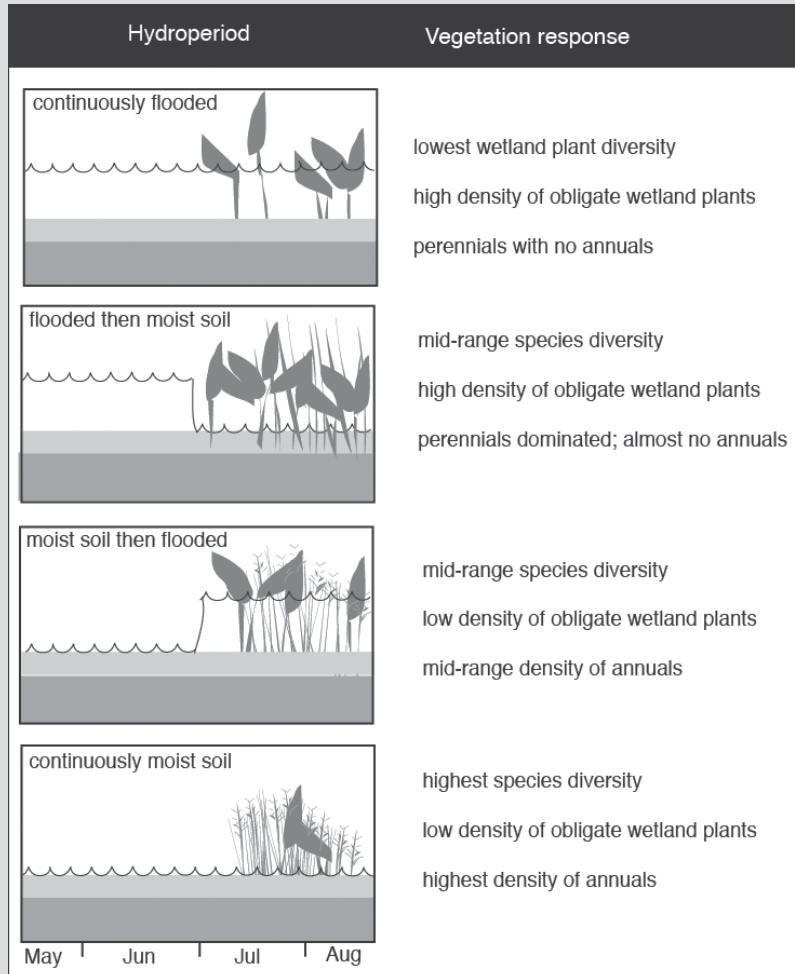 Hydroperiod
Vegetation response
continuously flooded
lowest wetland plant diversity
high density of obligate wetland plants
perennials with no annuals
flooded then moist soil
mid-range species diversity
high density of obligate wetland plants
perennials dominated; almost no annuals
moist soil then flooded
mid-range species diversity
low density of obligate wetland plants
mid-range density of annuals
continuously moist soil
highest species diversity
low density of obligate wetland plants
highest density of annuals
May Jun Jul Aug